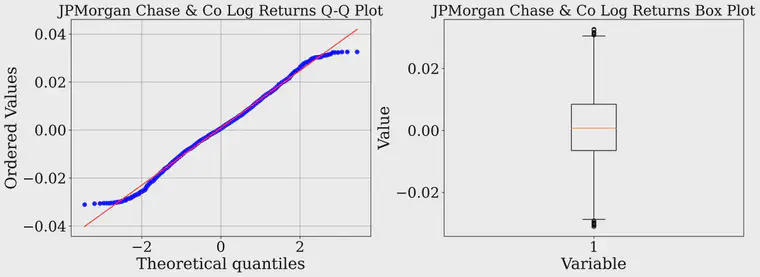 JPMorgan Chase & Co Log Returns Q-Q Plot
Ordered Values
0.04
0.02
0.00
−0.02
−0.04
−2
0
2
Theoretical quantiles
JPMorgan Chase & Co Log Returns Box Plot
Value
0.02
0.00
−0.02
1
Variable